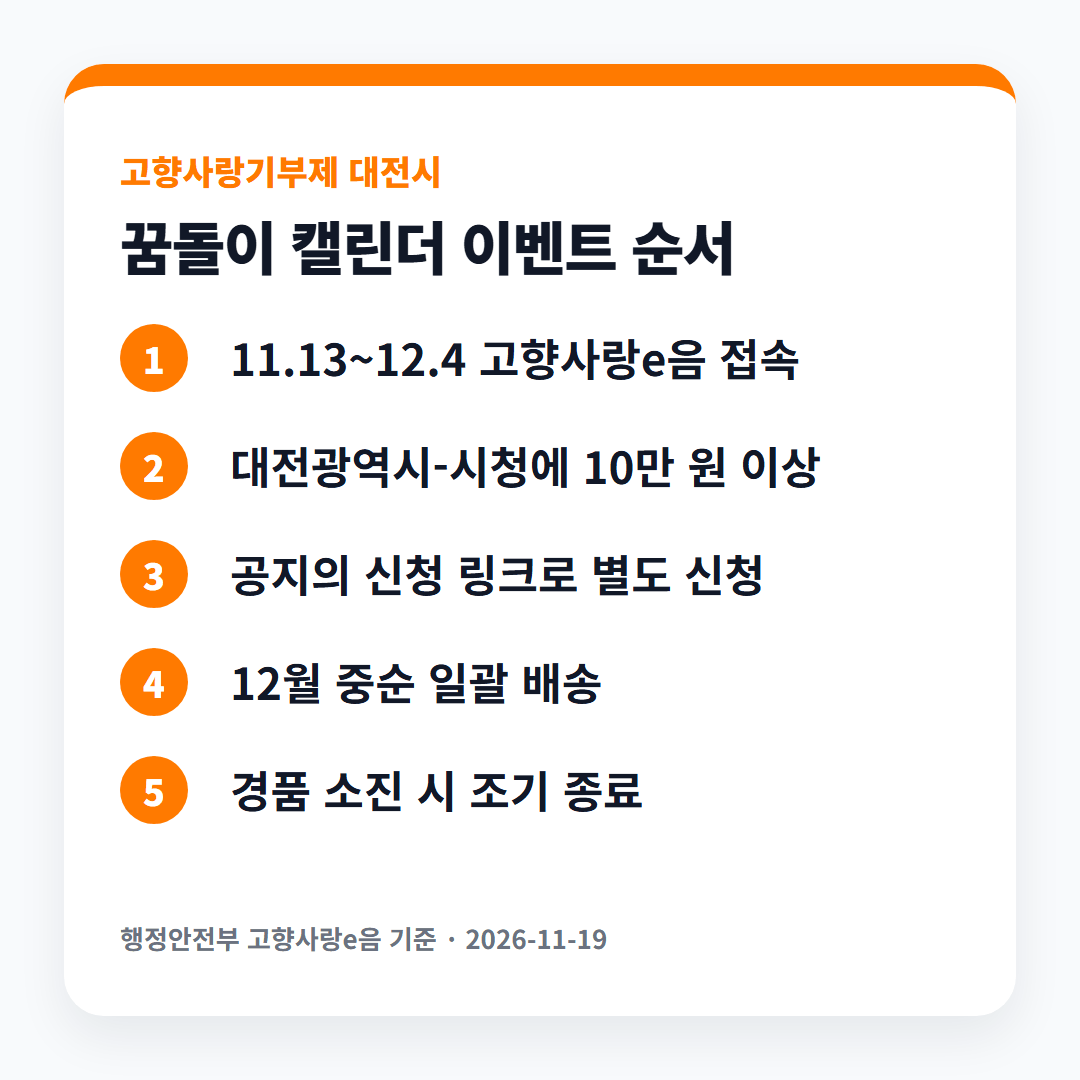 고향사랑기부제 대전시
꿈돌이 캘린더 이벤트 순서
1 11.13~12.4 고향사랑e음 접속
2 대전광역시-시청에 10만 원 이상
3 공지의 신청 링크로 별도 신청
4 12월 중순 일괄 배송
5 경품 소진 시 조기 종료
행정안전부 고향사랑e음 기준 · 2026-11-19